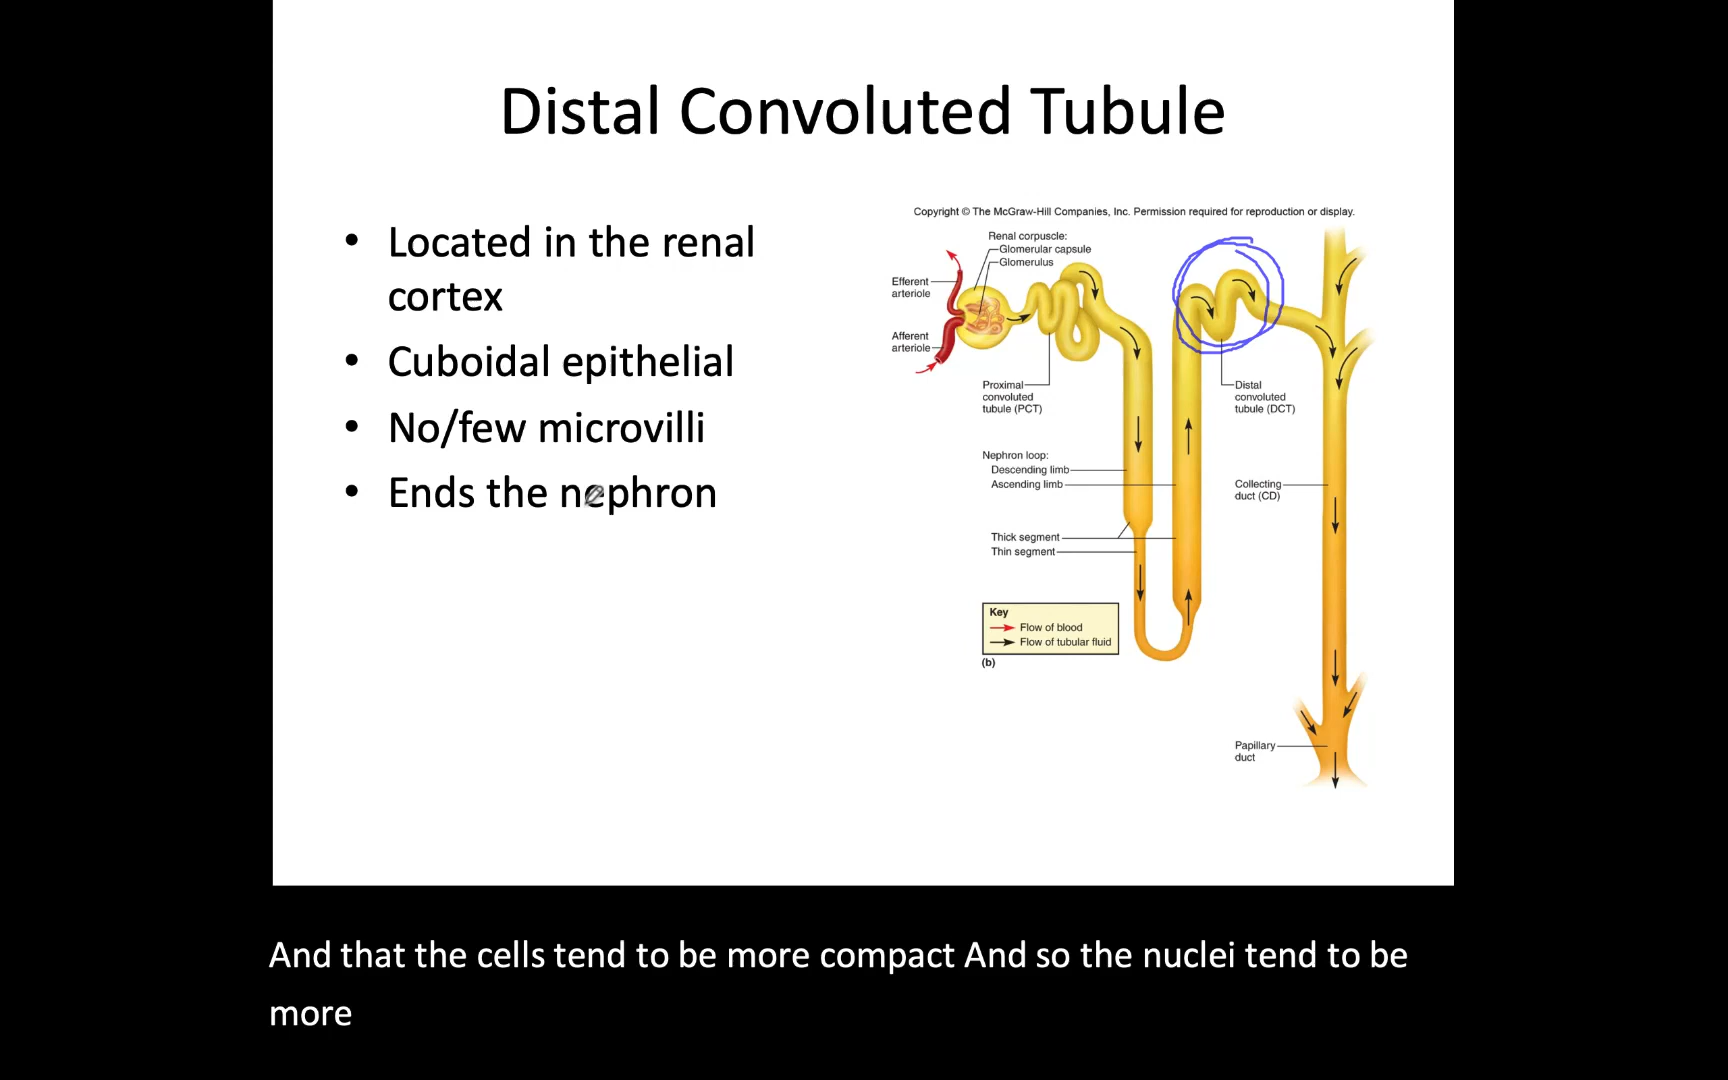 Distal Convoluted Tubule
• Located in the renal
cortex
• Cuboidal epithelial
• No/few microvilli
• Ends the nephron
Copyright © The McGraw-Hill Companies, Inc. Permission required for reproduction or display.
Renal corpuscle:
Glomerular capsule
Glomerulus
Efferent
arteriole
Afferent
arteriole
Proximal
convoluted
tubule (PCT)
Distal
convoluted
tubule (DCT)
Nephron loop:
Descending limb
Ascending limb
Collecting
duct (CD)
Thick segment
Thin segment
Key
Flow of blood
Flow of tubular fluid
(b)
Papillary
duct
And that the cells tend to be more compact And so the nuclei tend to be
more